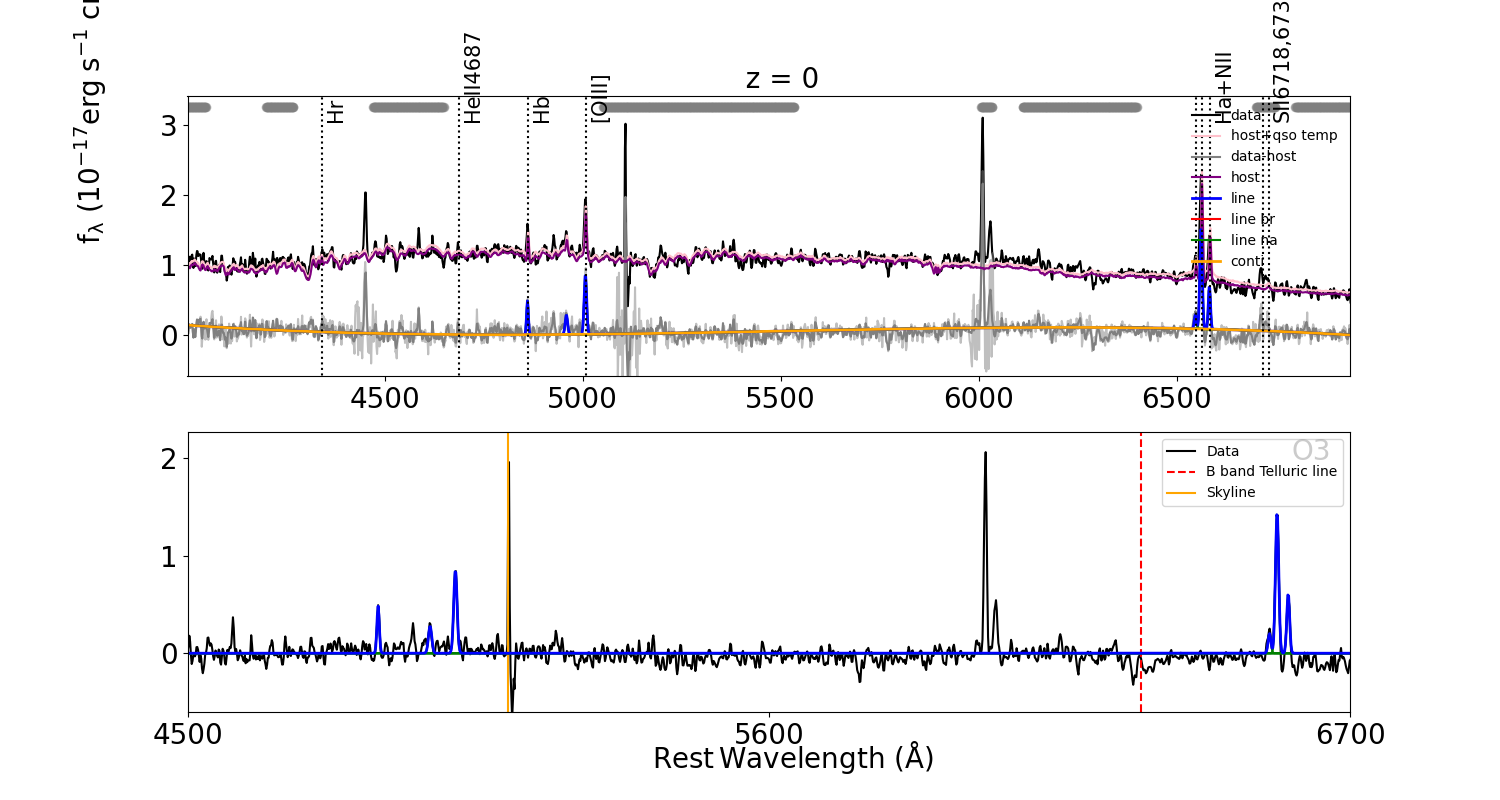 z = 0
fλ (10−17erg s−1 c
Hr
HeII4687
Hb
[OIII]
Ha+NII
SII6718,673
data
host+qso temp
data-host
host
line
line br
line na
conti
3
2
1
0
4500 5000 5500 6000 6500
O3
Data
B band Telluric line
Skyline
2
1
0
4500 5600 6700
Rest Wavelength (Å)